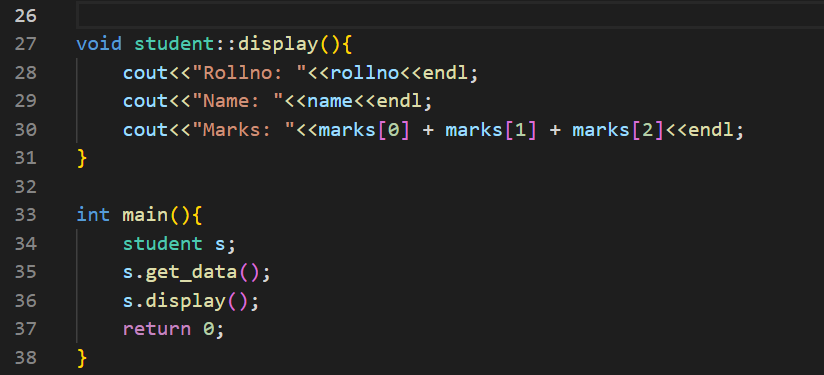 26
27 void student::display(){
28     cout<<"Rollno: "<<rollno<<endl;
29     cout<<"Name: "<<name<<endl;
30     cout<<"Marks: "<<marks[0] + marks[1] + marks[2]<<endl;
31 }
32
33 int main(){
34     student s;
35     s.get_data();
36     s.display();
37     return 0;
38 }